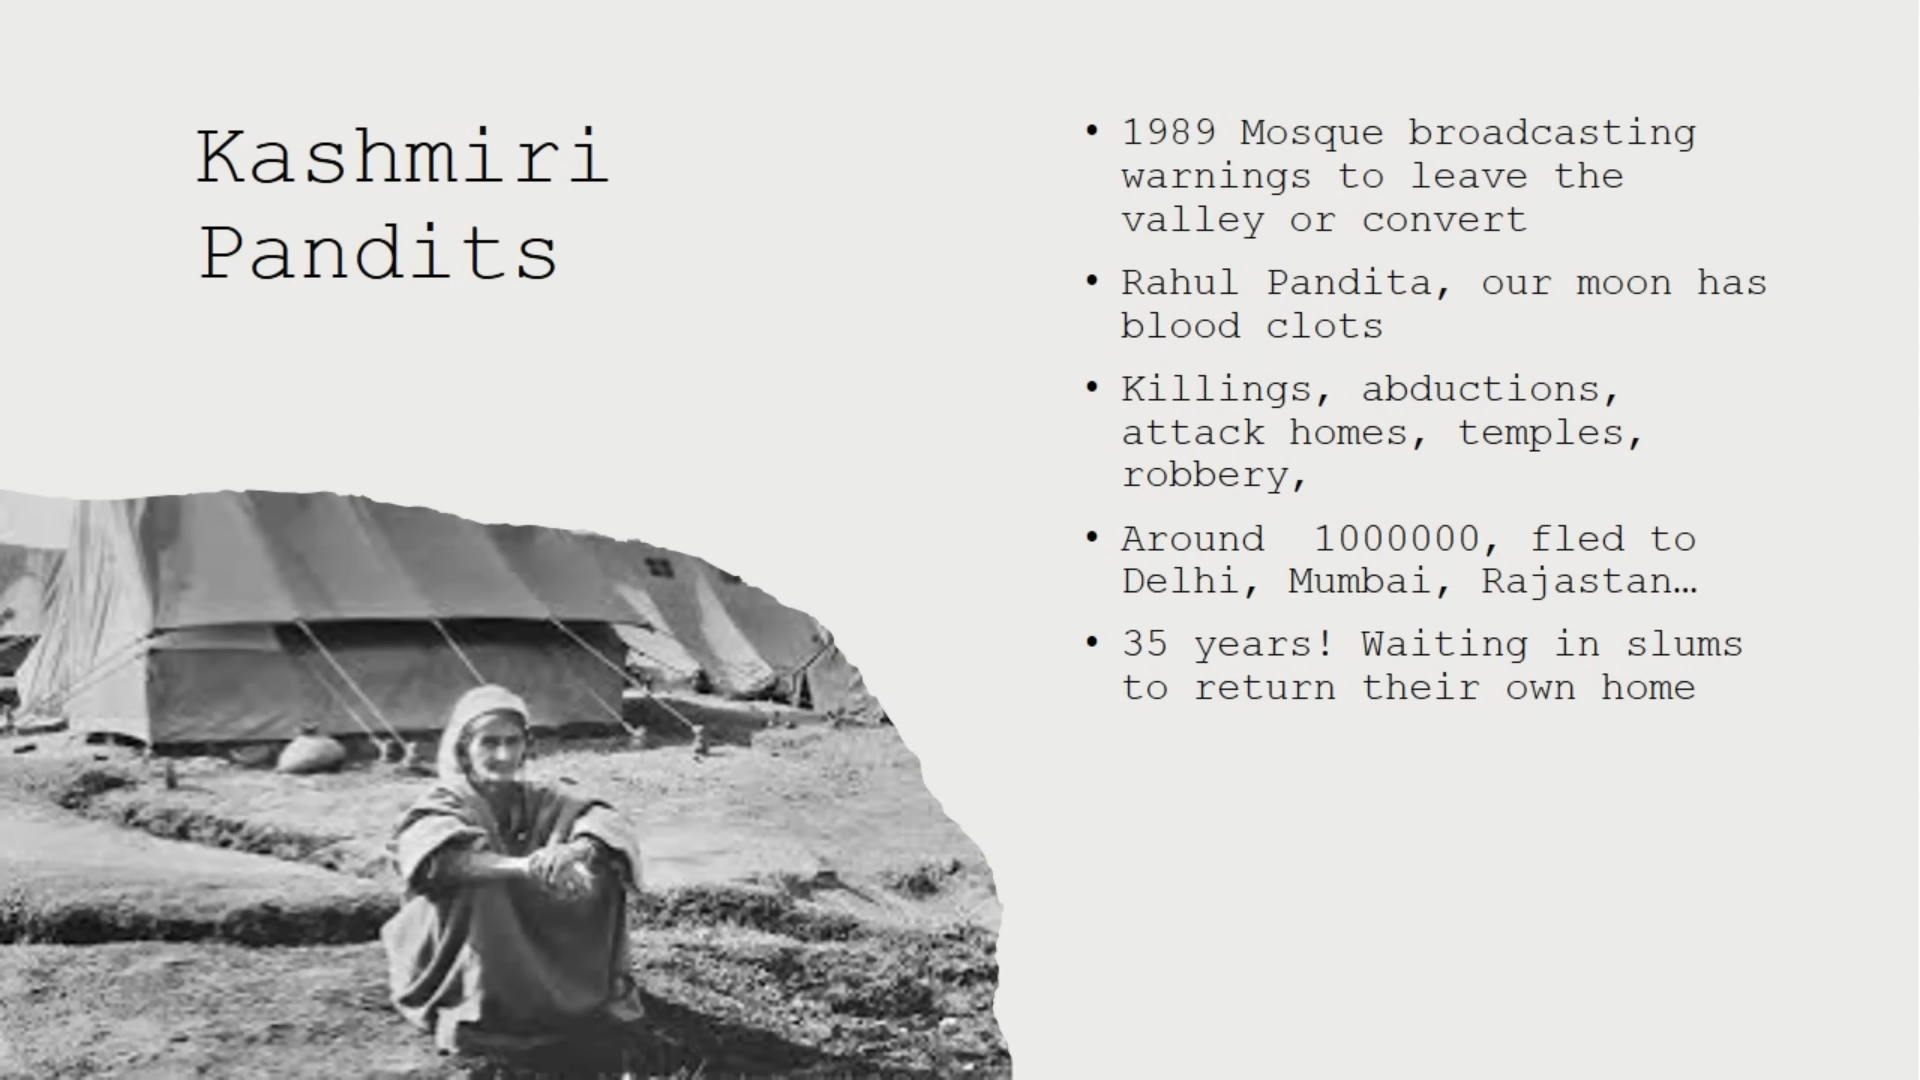 Kashmiri
Pandits
• 1989 Mosque broadcasting
warnings to leave the
valley or convert
• Rahul Pandita, our moon has
blood clots
• Killings, abductions,
attack homes, temples,
robbery,
• Around  1000000, fled to
Delhi, Mumbai, Rajastan…
• 35 years! Waiting in slums
to return their own home